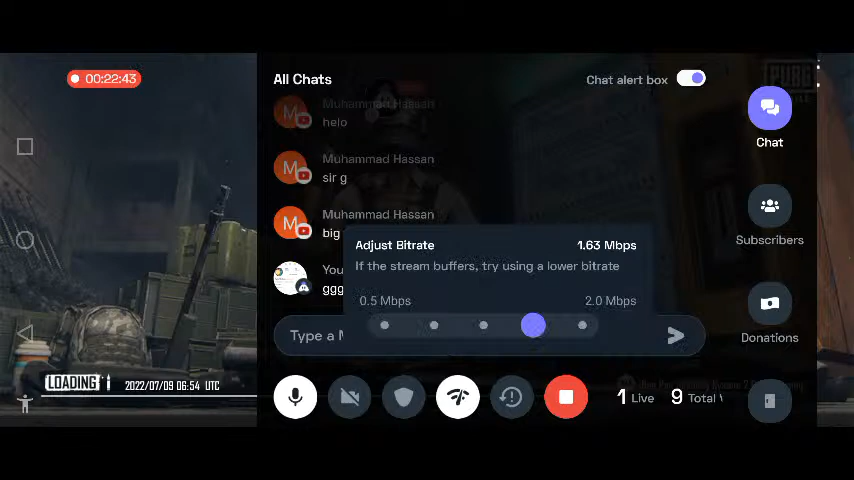 00:22:43
All Chats
Chat alert box
PUBG
Muhammad Hassan
helo
Chat
Muhammad Hassan
sir g
Muhammad Hassan
big
Subscribers
Adjust Bitrate
1.63 Mbps
If the stream buffers, try using a lower bitrate
You
ggg
0.5 Mbps
2.0 Mbps
Type a
Donations
LOADING
2022/07/09 06:54 UTC
1 Live
9 Total